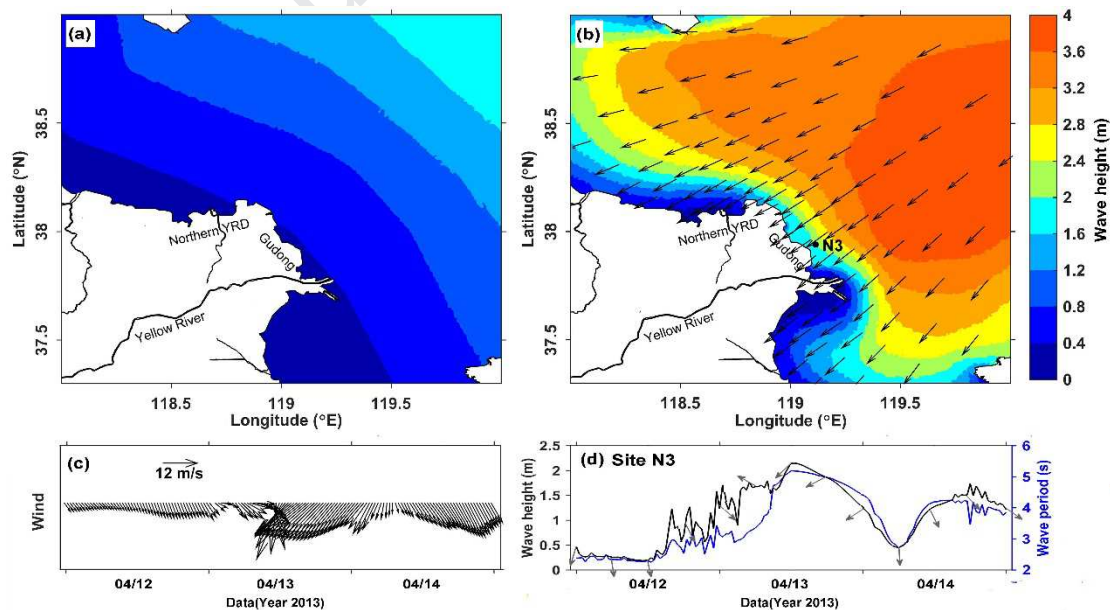 (a)
38.5
38
37.5
Latitude (°N)
Northern YRD
Gudong
Yellow River
118.5
119
119.5
Longitude (°E)
(b)
38.5
38
37.5
Latitude (°N)
Northern YRD
Gudong
N3
Yellow River
118.5
119
119.5
Longitude (°E)
4
3.6
3.2
2.8
2.4
2
1.6
1.2
0.8
0.4
0
Wave height (m)
(c)
12 m/s
Wind
04/12
04/13
04/14
Data(Year 2013)
(d) Site N3
2.5
2
1.5
1
0.5
0
Wave height (m)
6
5
4
3
2
Wave period (s)
04/12
04/13
04/14
Data(Year 2013)